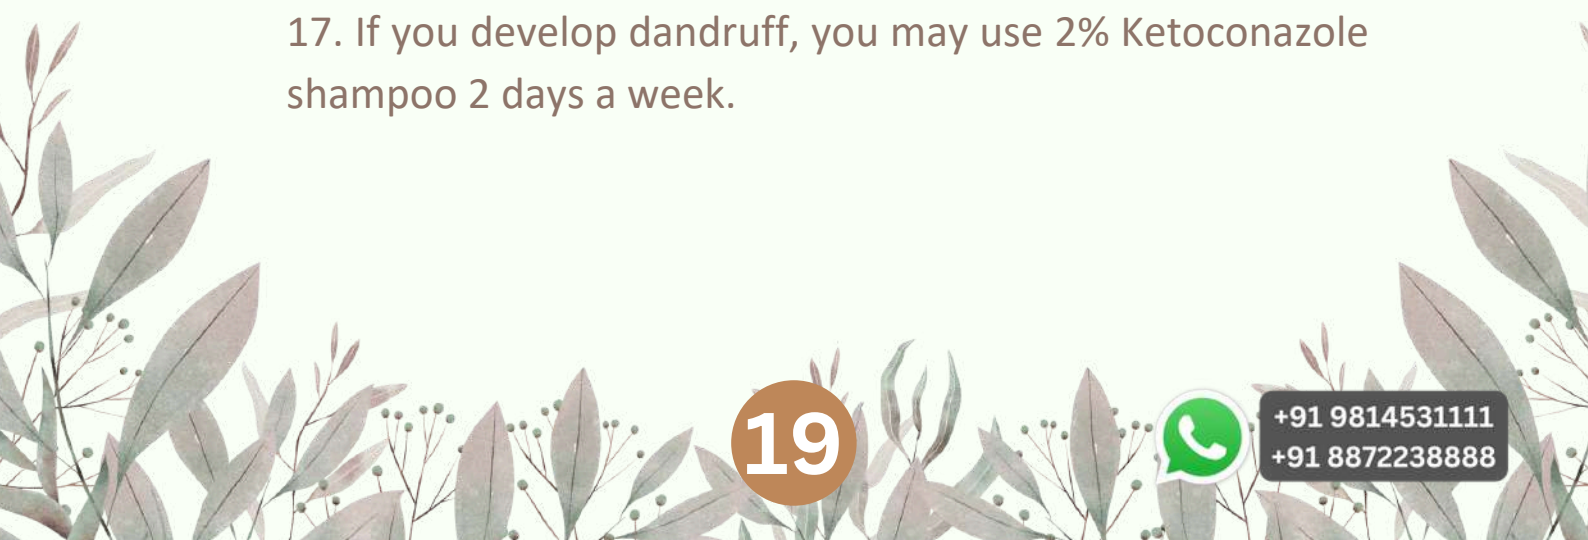 17. If you develop dandruff, you may use 2% Ketoconazole
shampoo 2 days a week.
19
+91 9814531111
+91 8872238888